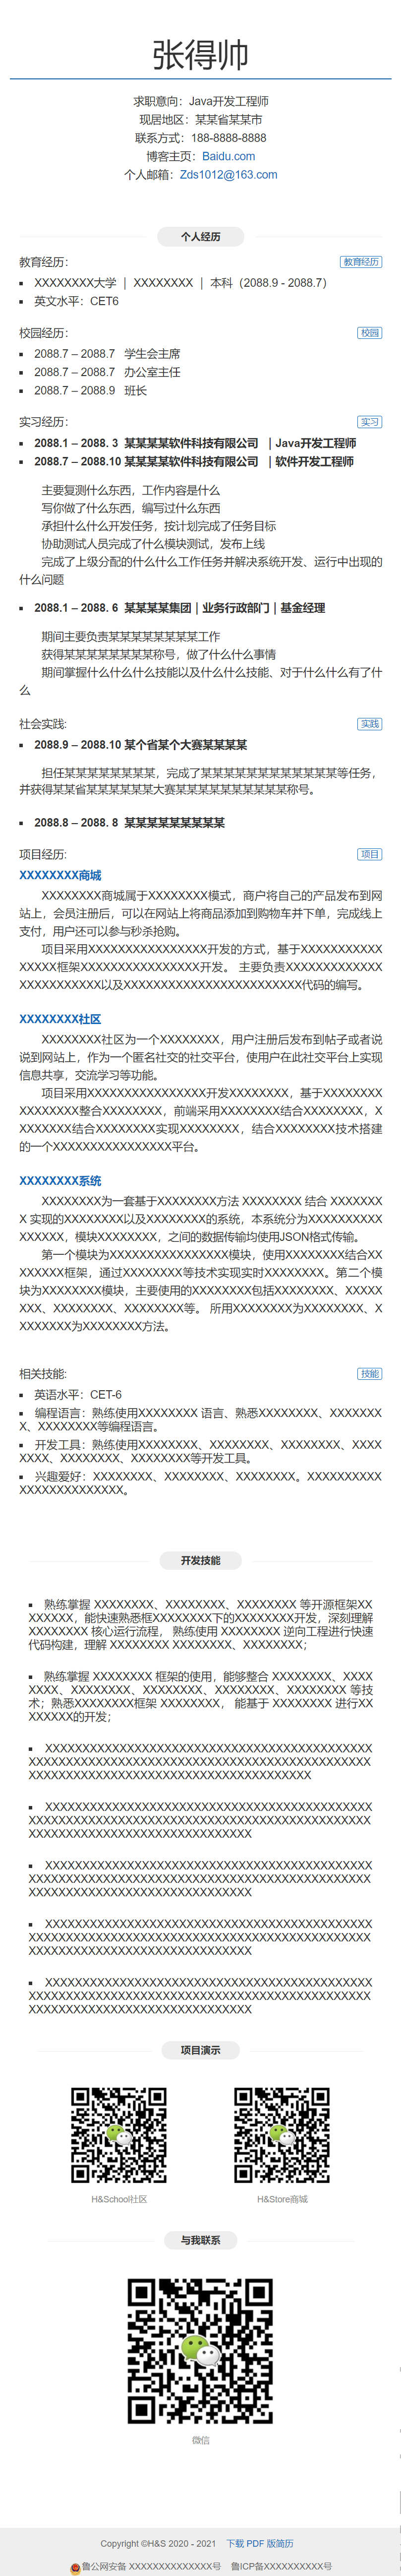 张得帅
求职意向：Java开发工程师
现居地区：某某省某某市
联系方式：188-8888-8888
博客主页：Baidu.com
个人邮箱：Zds1012@163.com
个人经历
教育经历： 教育经历
▪ XXXXXXXX大学 | XXXXXXXX | 本科（2088.9 - 2088.7）
▪ 英文水平：CET6
校园经历： 校园
▪ 2088.7 – 2088.7 学生会主席
▪ 2088.7 – 2088.7 办公室主任
▪ 2088.7 – 2088.9 班长
实习经历： 实习
▪ 2088.1 – 2088. 3 某某某某软件科技有限公司 | Java开发工程师
▪ 2088.7 – 2088.10 某某某某软件科技有限公司 | 软件开发工程师
主要复测什么东西，工作内容是什么
写你做了什么东西，编写过什么东西
承担什么什么开发任务，按计划完成了任务目标
协助测试人员完成了什么模块测试，发布上线
完成了上级分配的什么什么工作任务并解决系统开发、运行中出现的
什么问题
▪ 2088.1 – 2088. 6 某某某某集团 | 业务行政部门 | 基金经理
期间主要负责某某某某某某某某工作
获得某某某某某某某某称号，做了什么什么事情
期间掌握什么什么什么技能以及什么什么技能、对于什么什么有了什
么
社会实践: 实践
▪ 2088.9 – 2088.10 某个省某个大赛某某某某
担任某某某某某某某某，完成了某某某某某某某某某某某某等任务，
并获得某某省某某某某某某大赛某某某某某某某某某某称号。
▪ 2088.8 – 2088. 8 某某某某某某某某某
项目经历: 项目
XXXXXXXX商城
XXXXXXXX商城属于XXXXXXXX模式，商户将自己的产品发布到网
站上，会员注册后，可以在网站上将商品添加到购物车并下单，完成线上
支付，用户还可以参与秒杀抢购。
项目采用XXXXXXXXXXXXXXXX开发的方式，基于XXXXXXXXXXX
XXXXX框架XXXXXXXXXXXXXXXX开发。 主要负责XXXXXXXXXXXXX
XXXXXXXXXXX以及XXXXXXXXXXXXXXXXXXXXXXXX代码的编写。
XXXXXXXX社区
XXXXXXXX社区为一个XXXXXXXX，用户注册后发布到帖子或者说
说到网站上，作为一个匿名社交的社交平台，使用户在此社交平台上实现
信息共享，交流学习等功能。
项目采用XXXXXXXXXXXXXXXX开发XXXXXXXX，基于XXXXXXXX
XXXXXXXX整合XXXXXXXX，前端采用XXXXXXXX结合XXXXXXXX，X
XXXXXXX结合XXXXXXXX实现XXXXXXXX，结合XXXXXXXX技术搭建
的一个XXXXXXXXXXXXXXXX平台。
XXXXXXXX系统
XXXXXXXX为一套基于XXXXXXXX方法 XXXXXXXX 结合 XXXXXXX
X 实现的XXXXXXXX以及XXXXXXXX的系统，本系统分为XXXXXXXXXX
XXXXXX，模块XXXXXXXX，之间的数据传输均使用JSON格式传输。
第一个模块为XXXXXXXXXXXXXXXX模块，使用XXXXXXXX结合XX
XXXXXX框架，通过XXXXXXXX等技术实现实时XXXXXXXX。第二个模
块为XXXXXXXX模块，主要使用的XXXXXXXX包括XXXXXXXX、XXXXX
XXX、XXXXXXXX、XXXXXXXX等。 所用XXXXXXXX为XXXXXXXX、X
XXXXXXX为XXXXXXXX方法。
相关技能: 技能
▪ 英语水平：CET-6
▪ 编程语言：熟练使用XXXXXXXX 语言、熟悉XXXXXXXX、XXXXXXX
X、XXXXXXXX等编程语言。
▪ 开发工具：熟练使用XXXXXXXX、XXXXXXXX、XXXXXXXX、XXXX
XXXX、XXXXXXXX、XXXXXXXX等开发工具。
▪ 兴趣爱好：XXXXXXXX、XXXXXXXX、XXXXXXXX。XXXXXXXXXX
XXXXXXXXXXXXXX。
开发技能
▪ 熟练掌握 XXXXXXXX、XXXXXXXX、XXXXXXXX 等开源框架XX
XXXXXX，能快速熟悉框XXXXXXXX下的XXXXXXXX开发，深刻理解
XXXXXXXX 核心运行流程， 熟练使用 XXXXXXXX 逆向工程进行快速
代码构建，理解 XXXXXXXX XXXXXXXX、XXXXXXXX；
▪ 熟练掌握 XXXXXXXX 框架的使用，能够整合 XXXXXXXX、XXXX
XXXX、XXXXXXXX、XXXXXXXX、XXXXXXXX、XXXXXXXX 等技
术；熟悉XXXXXXXX框架 XXXXXXXX， 能基于 XXXXXXXX 进行XX
XXXXXX的开发；
▪ XXXXXXXXXXXXXXXXXXXXXXXXXXXXXXXXXXXXXXXXXXXX
XXXXXXXXXXXXXXXXXXXXXXXXXXXXXXXXXXXXXXXXXXXXXX
XXXXXXXXXXXXXXXXXXXXXXXXXXXXXXXXXXXXXX
▪ XXXXXXXXXXXXXXXXXXXXXXXXXXXXXXXXXXXXXXXXXXXX
XXXXXXXXXXXXXXXXXXXXXXXXXXXXXXXXXXXXXXXXXXXXXX
XXXXXXXXXXXXXXXXXXXXXXXXXXXXXX
▪ XXXXXXXXXXXXXXXXXXXXXXXXXXXXXXXXXXXXXXXXXXXX
XXXXXXXXXXXXXXXXXXXXXXXXXXXXXXXXXXXXXXXXXXXXXX
XXXXXXXXXXXXXXXXXXXXXXXXXXXXXX
▪ XXXXXXXXXXXXXXXXXXXXXXXXXXXXXXXXXXXXXXXXXXXX
XXXXXXXXXXXXXXXXXXXXXXXXXXXXXXXXXXXXXXXXXXXXXX
XXXXXXXXXXXXXXXXXXXXXXXXXXXXXX
▪ XXXXXXXXXXXXXXXXXXXXXXXXXXXXXXXXXXXXXXXXXXXX
XXXXXXXXXXXXXXXXXXXXXXXXXXXXXXXXXXXXXXXXXXXXXX
XXXXXXXXXXXXXXXXXXXXXXXXXXXXXX
项目演示
H&School社区 H&Store商城
与我联系
微信
Copyright ©H&S 2020 - 2021 下载 PDF 版简历
鲁公网安备 XXXXXXXXXXXXXX号 鲁ICP备XXXXXXXXXX号